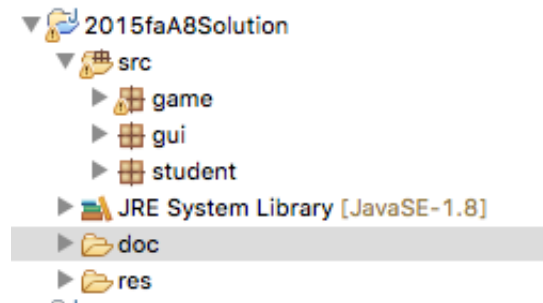 2015faA8Solution
src
game
gui
student
JRE System Library [JavaSE-1.8]
doc
res